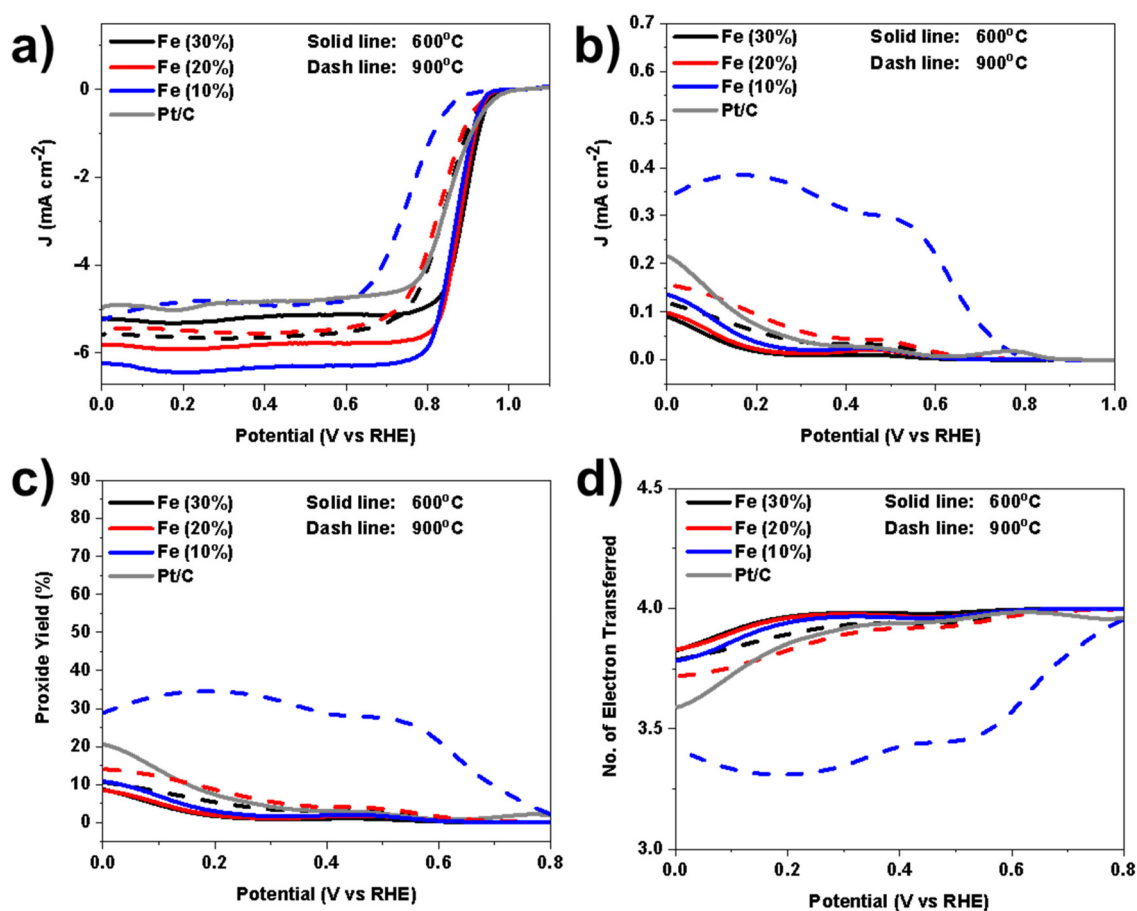 a)
Fe (30%) Solid line: 600°C
Fe (20%) Dash line: 900°C
Fe (10%)
Pt/C
0
-2
-4
-6
J (mA cm-2)
0.0 0.2 0.4 0.6 0.8 1.0
Potential (V vs RHE)
b)
Fe (30%) Solid line: 600°C
Fe (20%) Dash line: 900°C
Fe (10%)
Pt/C
0.7
0.6
0.5
0.4
0.3
0.2
0.1
0.0
J (mA cm-2)
0.0 0.2 0.4 0.6 0.8 1.0
Potential (V vs RHE)
c)
Fe (30%) Solid line: 600°C
Fe (20%) Dash line: 900°C
Fe (10%)
Pt/C
90
80
70
60
50
40
30
20
10
0
Proxide Yield (%)
0.0 0.2 0.4 0.6 0.8
Potential (V vs RHE)
d)
Fe (30%) Solid line: 600°C
Fe (20%) Dash line: 900°C
Fe (10%)
Pt/C
4.5
4.0
3.5
3.0
No. of Electron Transferred
0.0 0.2 0.4 0.6 0.8
Potential (V vs RHE)